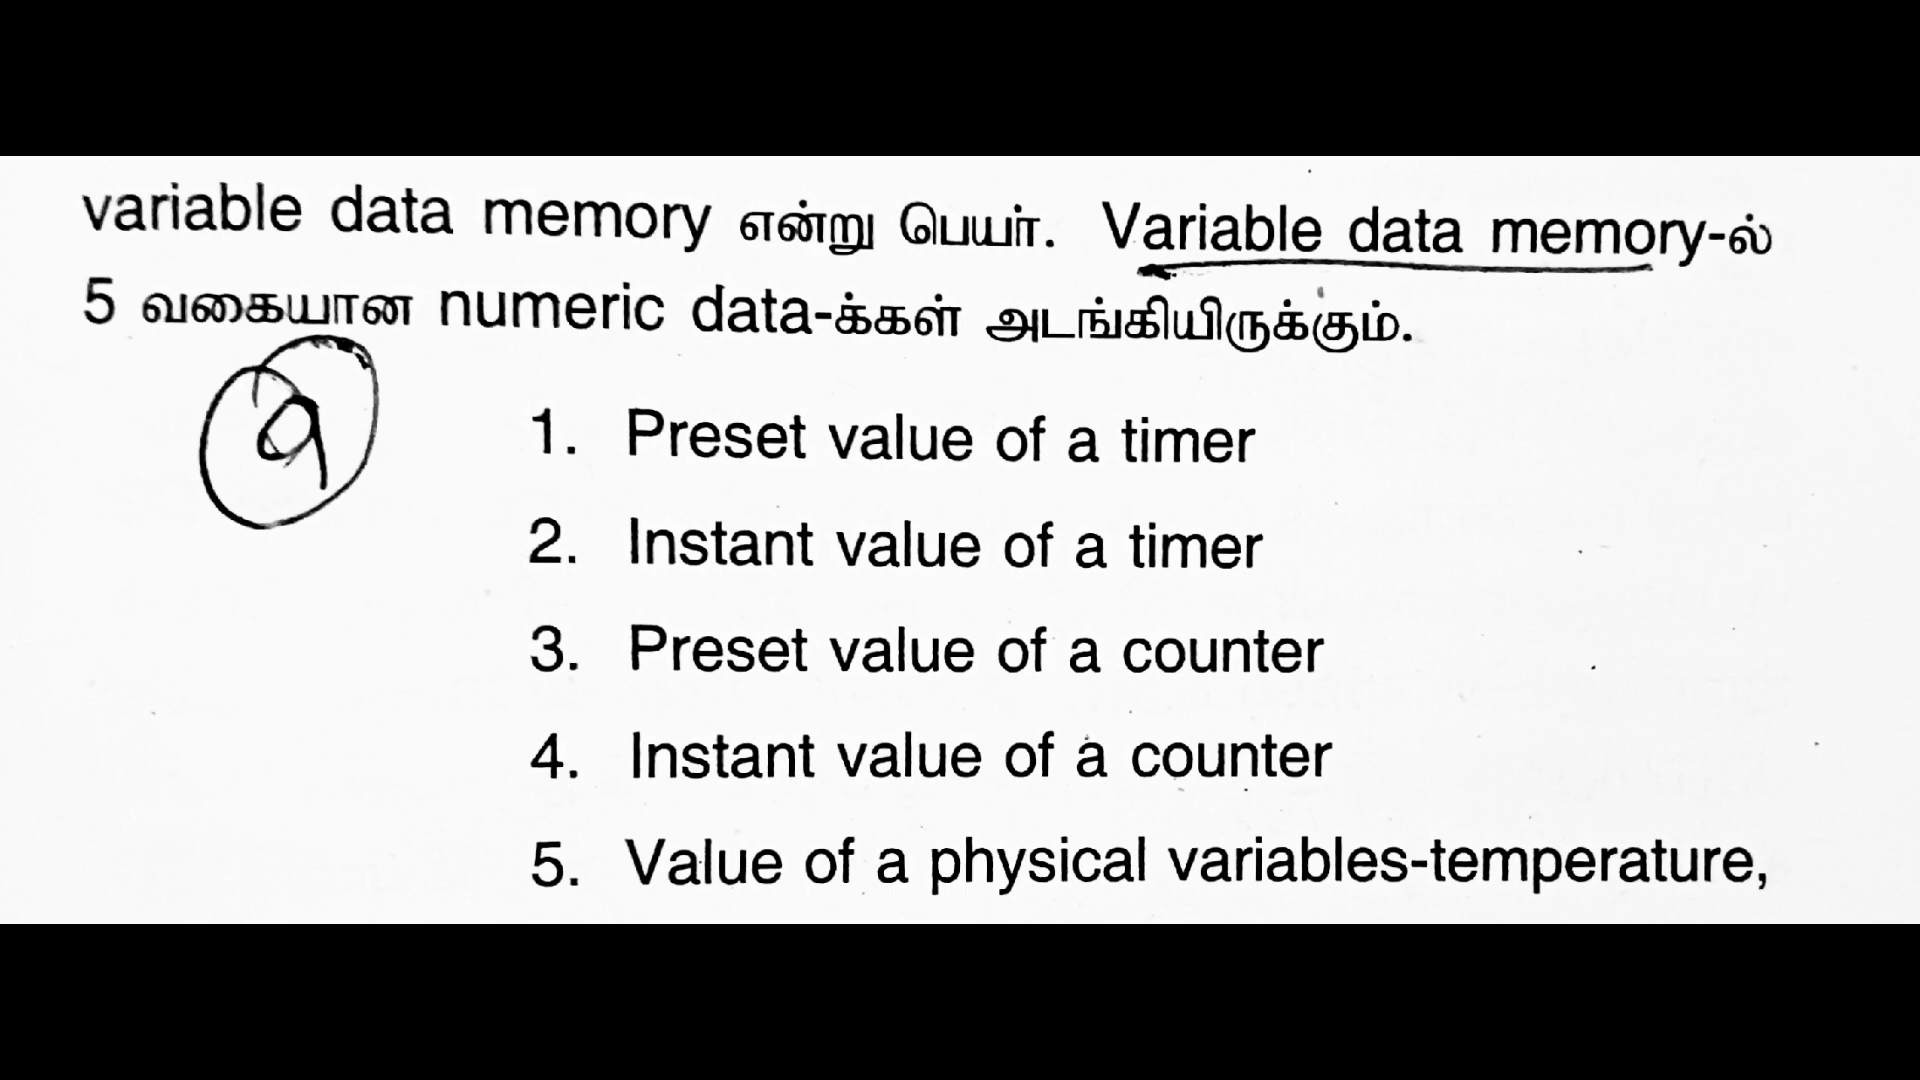 variable data memory என்று பெயர். Variable data memory-ல்
5 வகையான numeric data-க்கள் அடங்கியிருக்கும்.
9
1. Preset value of a timer
2. Instant value of a timer
3. Preset value of a counter
4. Instant value of a counter
5. Value of a physical variables-temperature,